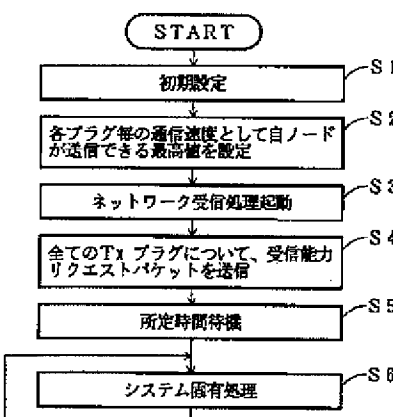 START
初期設定
S1
各プラグ毎の通信速度として自ノード
が送信できる最高値を設定
S2
ネットワーク受信処理起動
S3
全てのTx プラグについて、受信能力
リクエストパケットを送信
S4
所定時間待機
S5
システム固有処理
S6